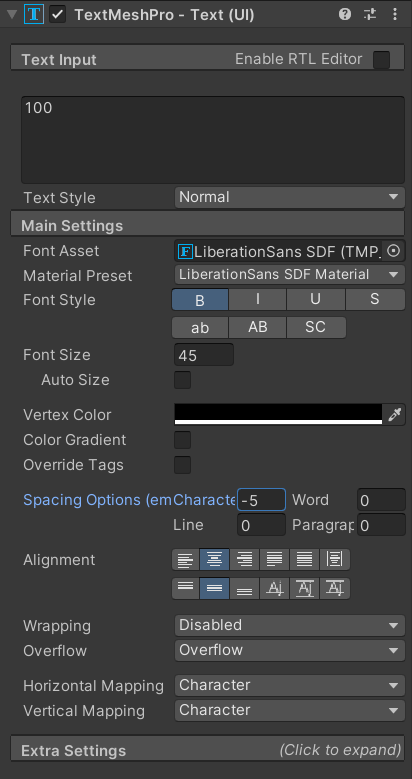 TextMeshPro - Text (UI)
Text Input Enable RTL Editor
100
Text Style Normal
Main Settings
Font Asset F LiberationSans SDF (TMP_
Material Preset LiberationSans SDF Material
Font Style B I U S
ab AB SC
Font Size 45
Auto Size
Vertex Color
Color Gradient
Override Tags
Spacing Options (em Character -5 Word 0
Line 0 Paragrap 0
Alignment
Wrapping Disabled
Overflow Overflow
Horizontal Mapping Character
Vertical Mapping Character
Extra Settings (Click to expand)